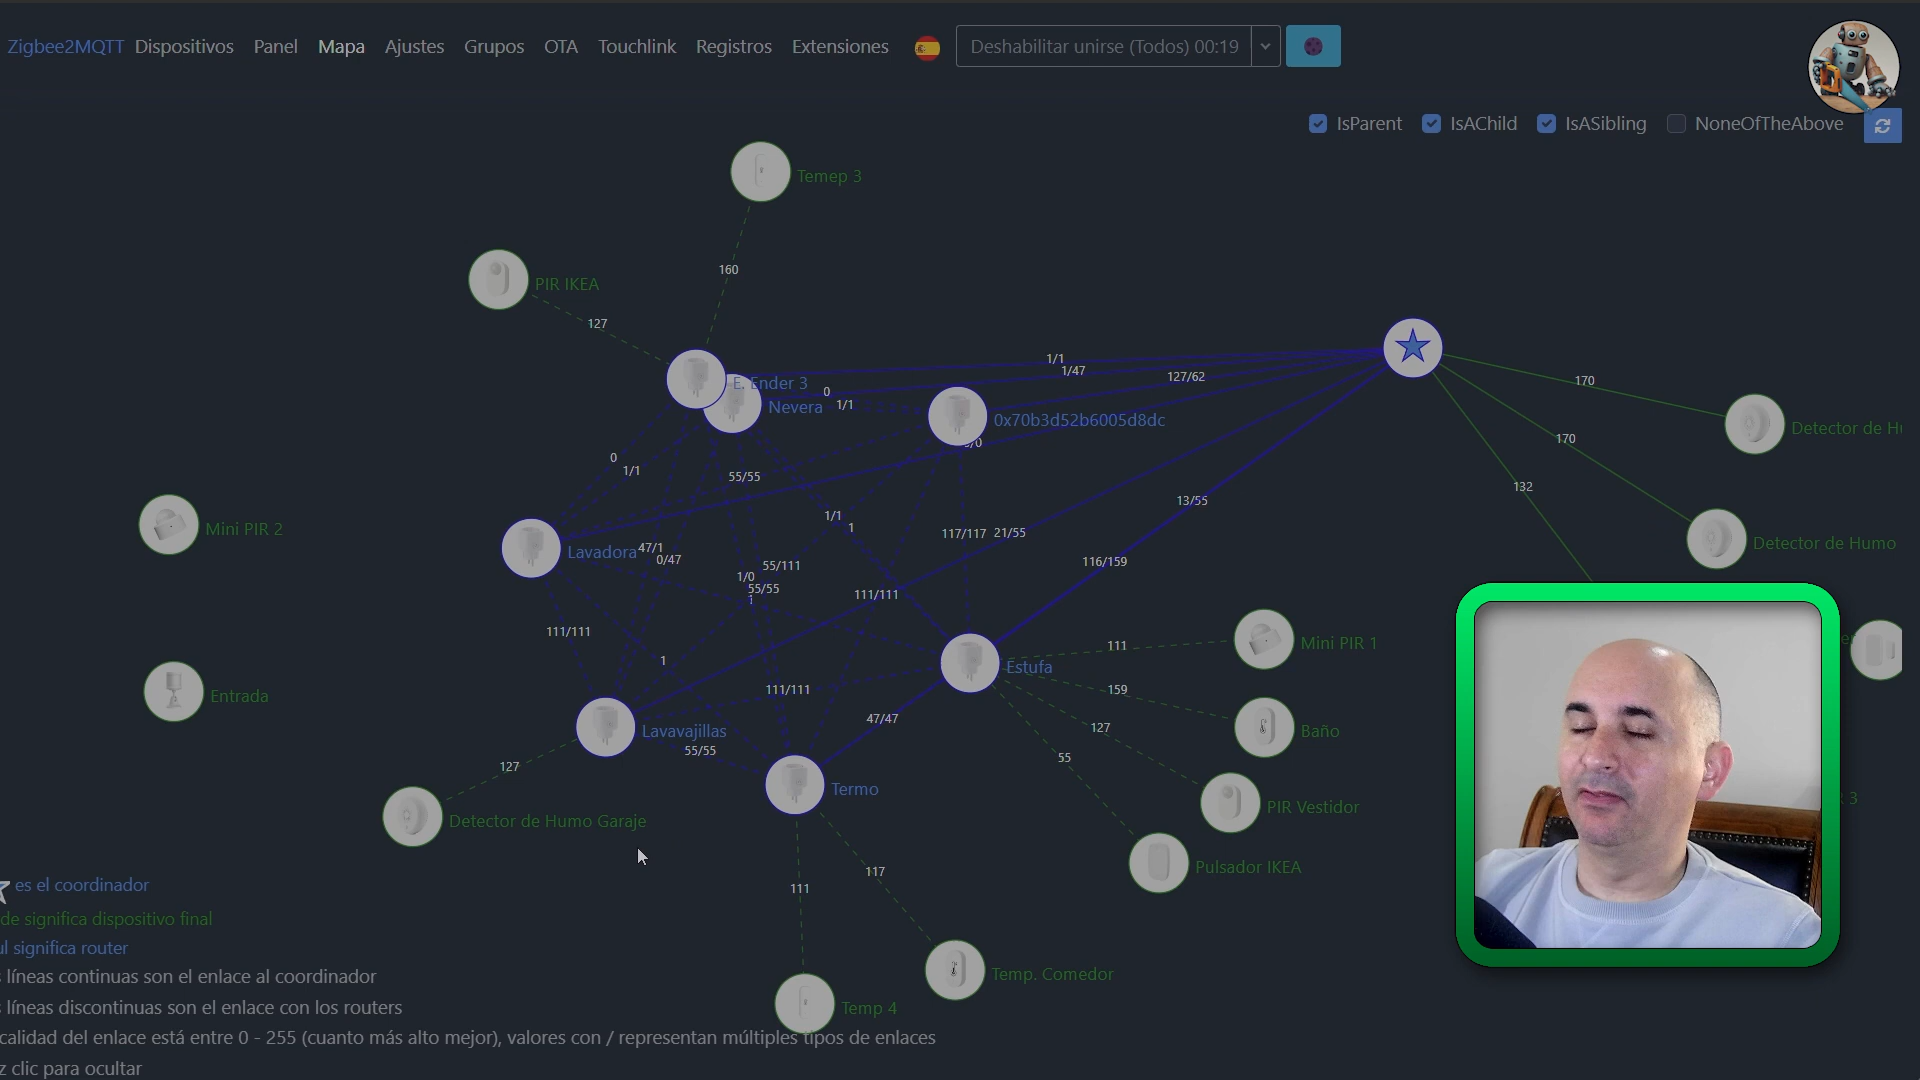 Zigbee2MQTT Dispositivos Panel Mapa Ajustes Grupos OTA Touchlink Registros Extensiones Deshabilitar unirse (Todos) 00:19
IsParent IsAChild IsASibling NoneOfTheAbove
Temep 3
160
PIR IKEA
127
1/1
1/47
127/62
170
E. Ender 3
0
1/1
Nevera
0x70b3d52b6005d8dc
Detector de Hu
170
/0
0
1/1
55/55
132
13/55
1/1
1
Mini PIR 2
117/117
21/55
Detector de Humo
Lavadora
47/1
0/47
55/111
116/159
1/0
55/55
1
111/111
111/111
Mini PIR 1
111
1
Estufa
111/111
159
Entrada
47/47
127
Baño
Lavavajillas
55/55
55
127
Termo
PIR Vestidor
3
Detector de Humo Garaje
117
Pulsador IKEA
111
es el coordinador
de significa dispositivo final
ul significa router
Temp. Comedor
s líneas continuas son el enlace al coordinador
s líneas discontinuas son el enlace con los routers
Temp 4
calidad del enlace está entre 0 - 255 (cuanto más alto mejor), valores con / representan múltiples tipos de enlaces
z clic para ocultar